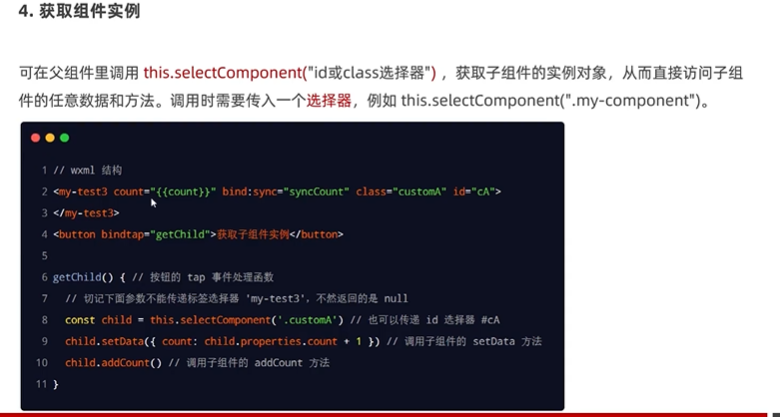 4. 获取组件实例
可在父组件里调用 this.selectComponent("id或class选择器") ，获取子组件的实例对象，从而直接访问子组
件的任意数据和方法。调用时需要传入一个选择器，例如 this.selectComponent(".my-component")。
1 // wxml 结构
2 <my-test3 count="{{count}}" bind:sync="syncCount" class="customA" id="cA">
3 </my-test3>
4 <button bindtap="getChild">获取子组件实例</button>
5
6 getChild() { // 按钮的 tap 事件处理函数
7 // 切记下面参数不能传递标签选择器 'my-test3'，不然返回的是 null
8 const child = this.selectComponent('.customA') // 也可以传递 id 选择器 #cA
9 child.setData({ count: child.properties.count + 1 }) // 调用子组件的 setData 方法
10 child.addCount() // 调用子组件的 addCount 方法
11 }